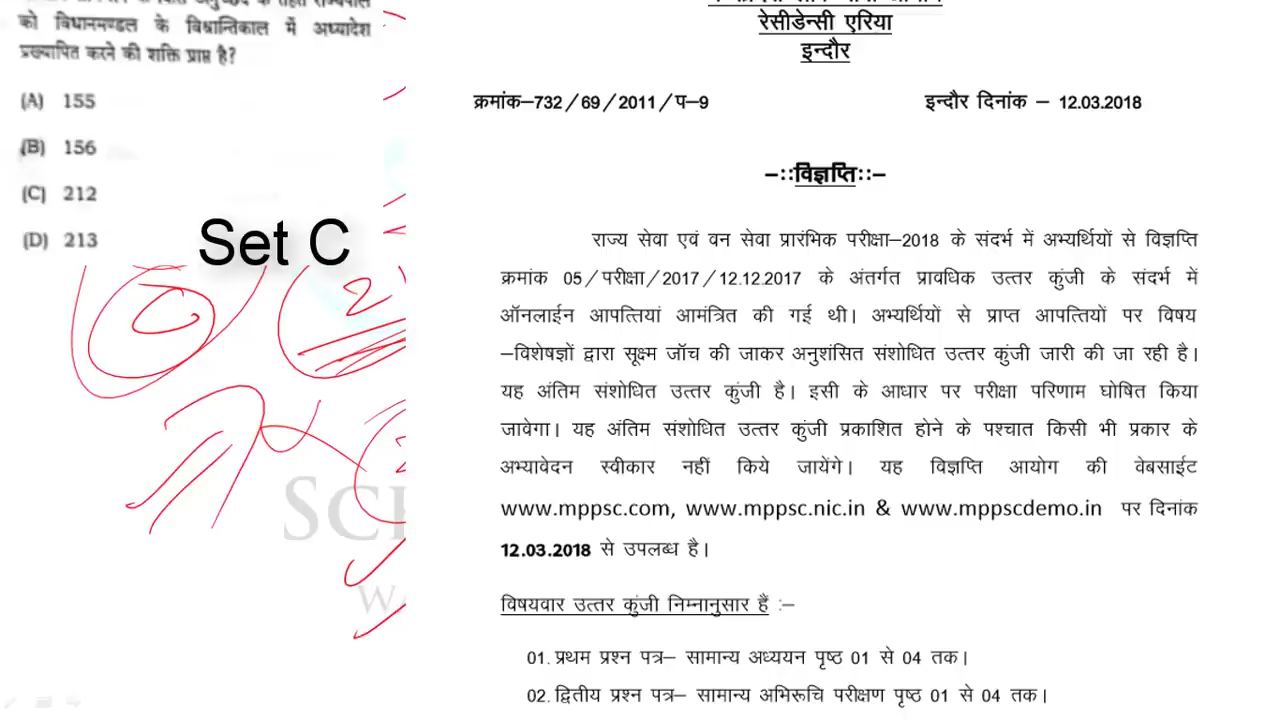 को विधानमण्डल के विश्रान्तिकाल में अध्यादेश
प्रख्यापित करने की शक्ति प्राप्त है?
(A) 155
(B) 156
(C) 212
(D) 213
Set C
रेसीडेन्सी एरिया
इन्दौर
क्रमांक–732/69/2011/प–9
इन्दौर दिनांक – 12.03.2018
–::विज्ञप्ति::–
राज्य सेवा एवं वन सेवा प्रारंभिक परीक्षा–2018 के संदर्भ में अभ्यर्थियों से विज्ञप्ति
क्रमांक 05/परीक्षा/2017/12.12.2017 के अंतर्गत प्रावधिक उत्तर कुंजी के संदर्भ में
ऑनलाईन आपत्तियां आमंत्रित की गई थी। अभ्यर्थियों से प्राप्त आपत्तियों पर विषय
–विशेषज्ञों द्वारा सूक्ष्म जॉच की जाकर अनुशंसित संशोधित उत्तर कुंजी जारी की जा रही है।
यह अंतिम संशोधित उत्तर कुंजी है। इसी के आधार पर परीक्षा परिणाम घोषित किया
जावेगा। यह अंतिम संशोधित उत्तर कुंजी प्रकाशित होने के पश्चात किसी भी प्रकार के
अभ्यावेदन स्वीकार नहीं किये जायेंगे। यह विज्ञप्ति आयोग की वेबसाईट
www.mppsc.com, www.mppsc.nic.in & www.mppscdemo.in पर दिनांक
12.03.2018 से उपलब्ध है।
विषयवार उत्तर कुंजी निम्नानुसार हैं :–
01. प्रथम प्रश्न पत्र– सामान्य अध्ययन पृष्ठ 01 से 04 तक।
02. द्वितीय प्रश्न पत्र– सामान्य अभिरूचि परीक्षण पृष्ठ 01 से 04 तक।